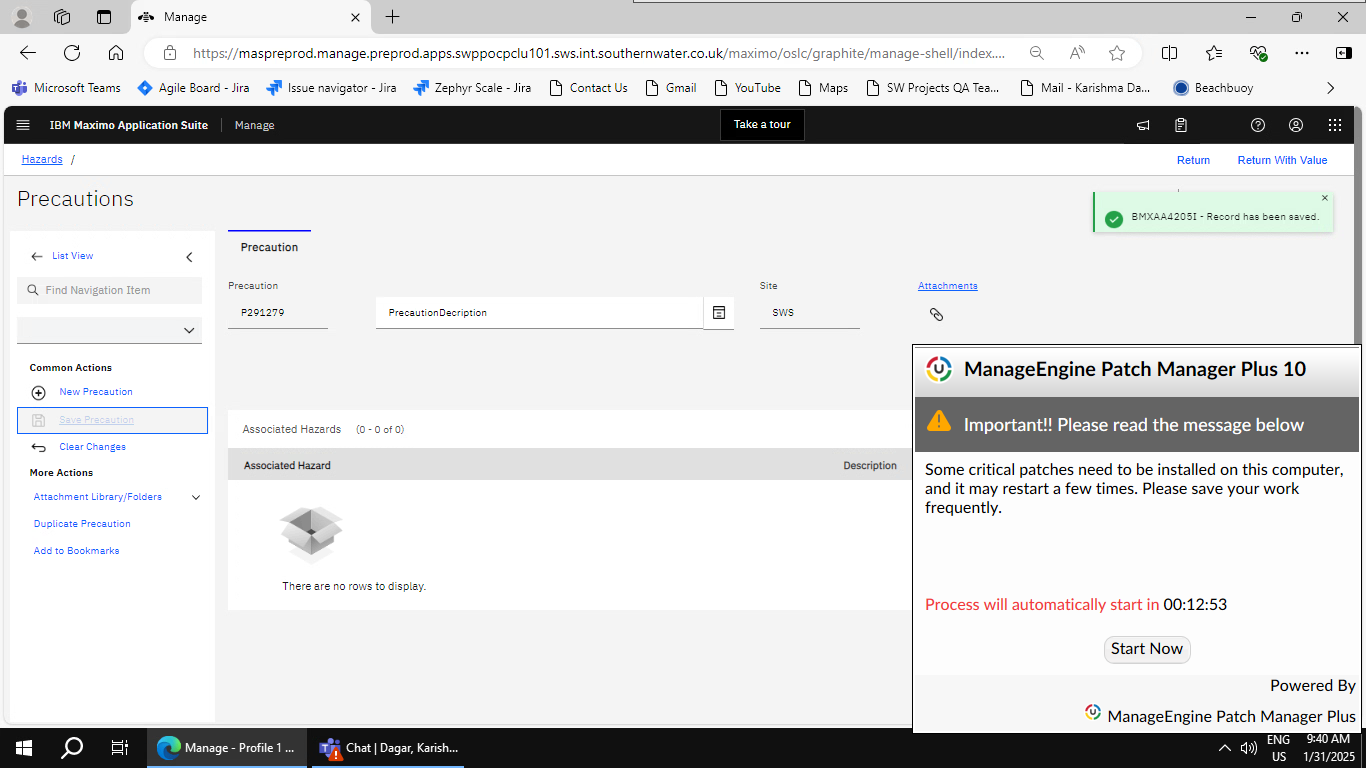 Manage
https://maspreprod.manage.preprod.apps.swppocpclu101.sws.int.southernwater.co.uk/maximo/oslc/graphite/manage-shell/index....
Microsoft Teams
Agile Board - Jira
Issue navigator - Jira
Zephyr Scale - Jira
Contact Us
Gmail
YouTube
Maps
SW Projects QA Tea...
Mail - Karishma Da...
Beachbuoy
IBM Maximo Application Suite
Manage
Take a tour
Hazards /
Return
Return With Value
Precautions
BMXAA4205I - Record has been saved.
List View
Find Navigation Item
Common Actions
New Precaution
Save Precaution
Clear Changes
More Actions
Attachment Library/Folders
Duplicate Precaution
Add to Bookmarks
Precaution
Precaution
P291279
PrecautionDecription
Site
SWS
Attachments
Associated Hazards (0 - 0 of 0)
Associated Hazard
Description
There are no rows to display.
ManageEngine Patch Manager Plus 10
Important!! Please read the message below
Some critical patches need to be installed on this computer,
and it may restart a few times. Please save your work
frequently.
Process will automatically start in 00:12:53
Start Now
Powered By
ManageEngine Patch Manager Plus
Manage - Profile 1 ...
Chat | Dagar, Karish...
ENG
US
9:40 AM
1/31/2025